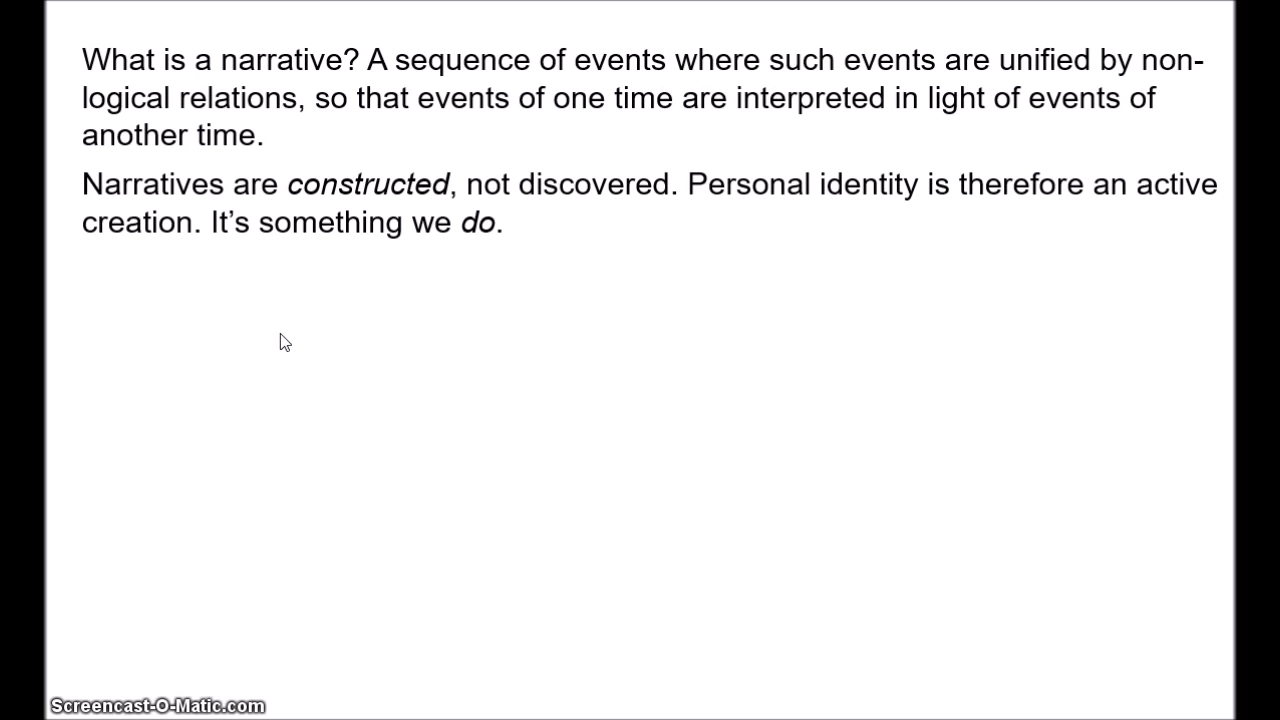 What is a narrative? A sequence of events where such events are unified by non-
logical relations, so that events of one time are interpreted in light of events of
another time.
Narratives are constructed, not discovered. Personal identity is therefore an active
creation. It’s something we do.
Screencast-O-Matic.com